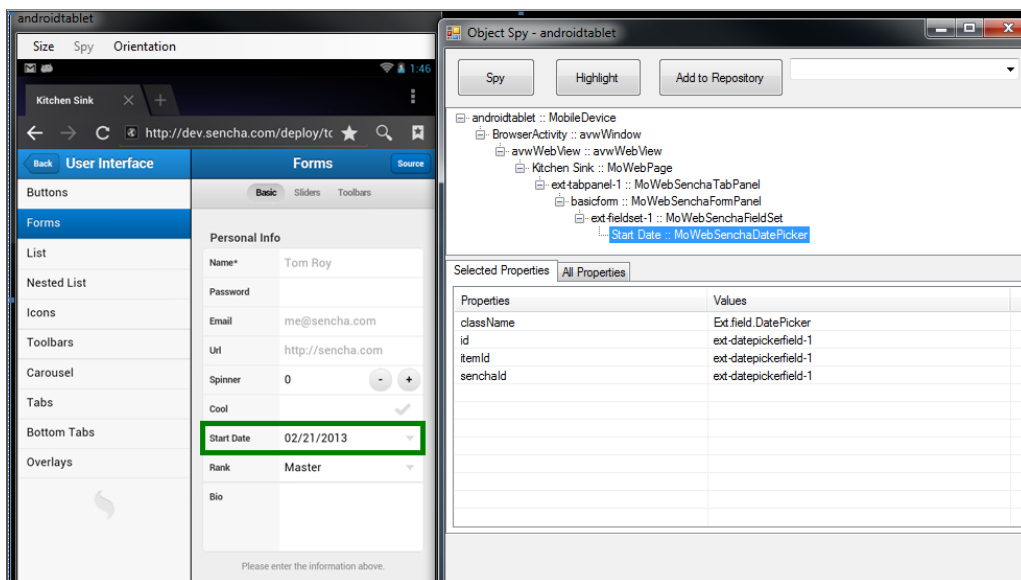 androidtablet
Size Spy Orientation
1:46
Kitchen Sink
http://dev.sencha.com/deploy/tc
Back User Interface
Buttons
Forms
List
Nested List
Icons
Toolbars
Carousel
Tabs
Bottom Tabs
Overlays
Forms Source
Basic Sliders Toolbars
Personal Info
Name* Tom Roy
Password
Email me@sencha.com
Url http://sencha.com
Spinner 0 - +
Cool
Start Date 02/21/2013
Rank Master
Bio
Please enter the information above.
Object Spy - androidtablet
Spy Highlight Add to Repository
androidtablet :: MobileDevice
BrowserActivity :: avwWindow
avwWebView :: avwWebView
Kitchen Sink :: MoWebPage
ext-tabpanel-1 :: MoWebSenchaTabPanel
basicform :: MoWebSenchaFormPanel
ext-fieldset-1 :: MoWebSenchaFieldSet
Start Date :: MoWebSenchaDatePicker
Selected Properties All Properties
Properties Values
className Ext.field.DatePicker
id ext-datepickerfield-1
itemId ext-datepickerfield-1
senchaId ext-datepickerfield-1